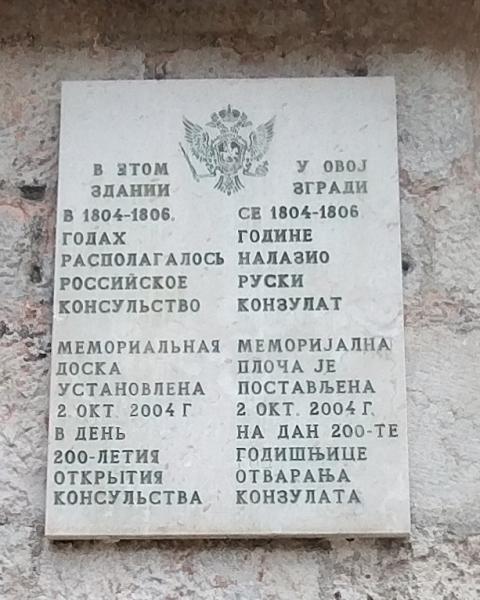 В ЭТОМ
ЗДАНИИ
В 1804-1806.
ГОДАХ
РАСПОЛАГАЛОСЬ
РОССИЙСКОЕ
КОНСУЛЬСТВО
МЕМОРИАЛЬНАЯ
ДОСКА
УСТАНОВЛЕНА
2 ОКТ. 2004 Г
В ДЕНЬ
200-ЛЕТИЯ
ОТКРЫТИЯ
КОНСУЛЬСТВА
У ОВОЈ
ЗГРАДИ
СЕ 1804-1806
ГОДИНЕ
НАЛАЗИО
РУСКИ
КОНЗУЛАТ
МЕМОРИЈАЛНА
ПЛОЧА ЈЕ
ПОСТАВЉЕНА
2 ОКТ. 2004 Г.
НА ДАН 200-ТЕ
ГОДИШЊИЦЕ
ОТВАРАЊА
КОНЗУЛАТА